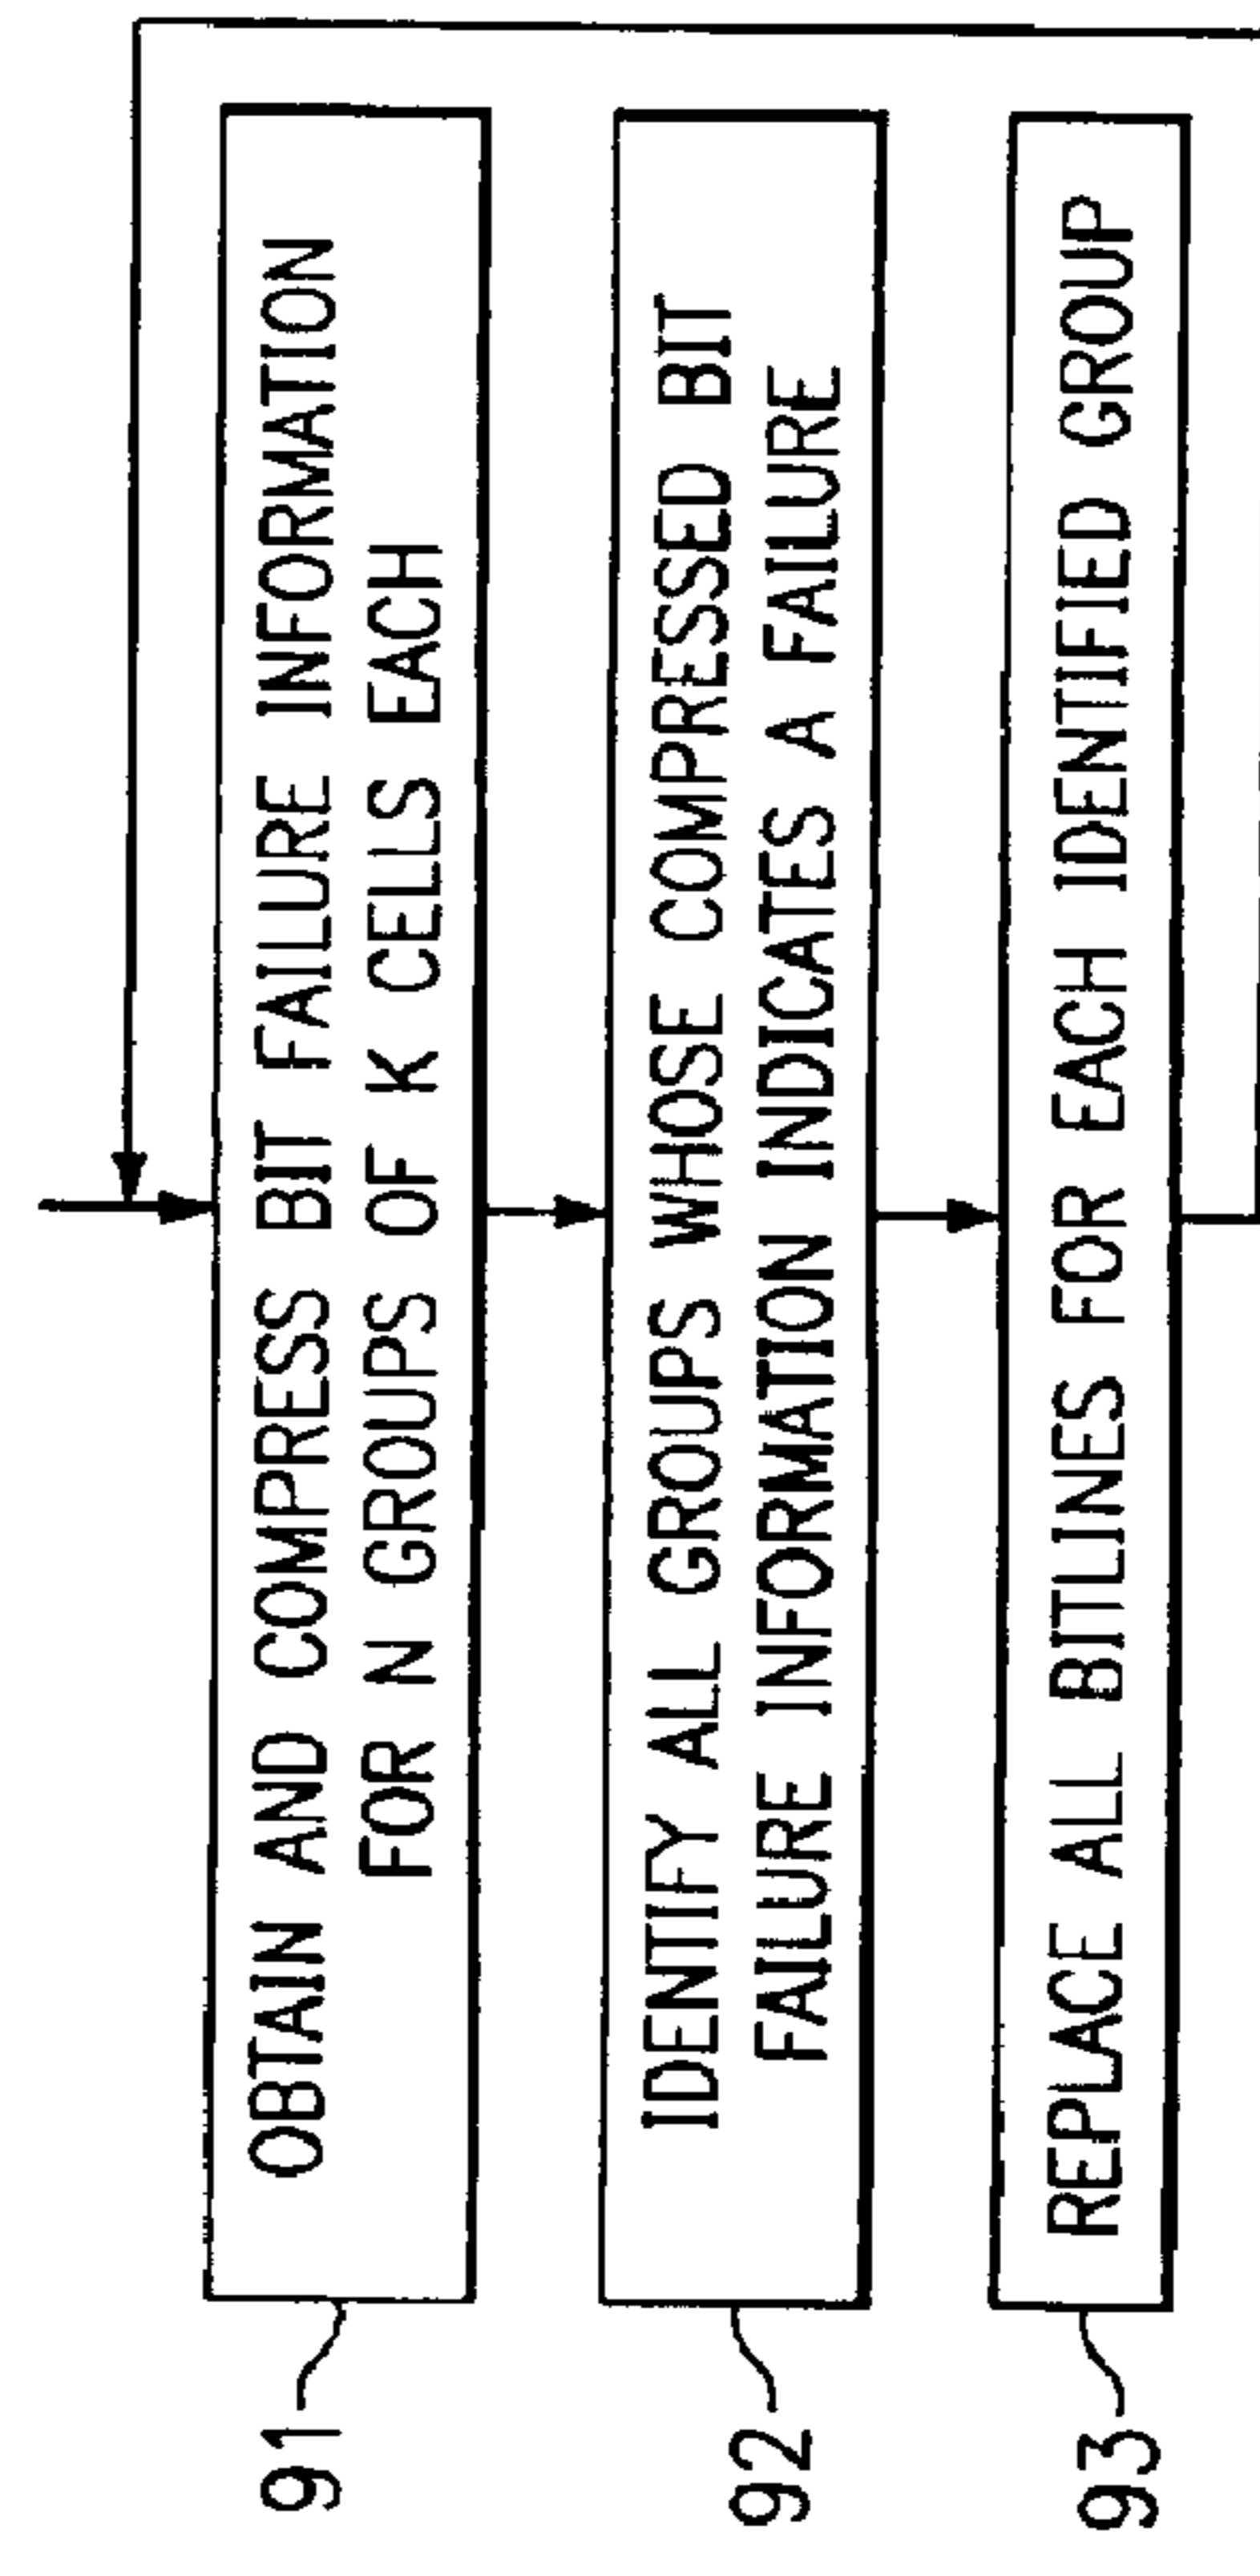 91
OBTAIN AND COMPRESS BIT FAILURE INFORMATION
FOR N GROUPS OF K CELLS EACH
92
IDENTIFY ALL GROUPS WHOSE COMPRESSED BIT
FAILURE INFORMATION INDICATES A FAILURE
93
REPLACE ALL BITLINES FOR EACH IDENTIFIED GROUP